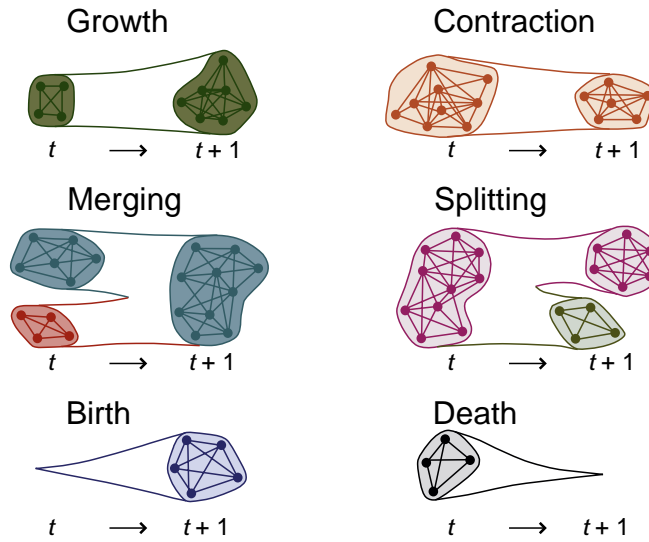 Growth Contraction
t ⟶ t + 1 t ⟶ t + 1
Merging Splitting
t ⟶ t + 1 t ⟶ t + 1
Birth Death
t ⟶ t + 1 t ⟶ t + 1